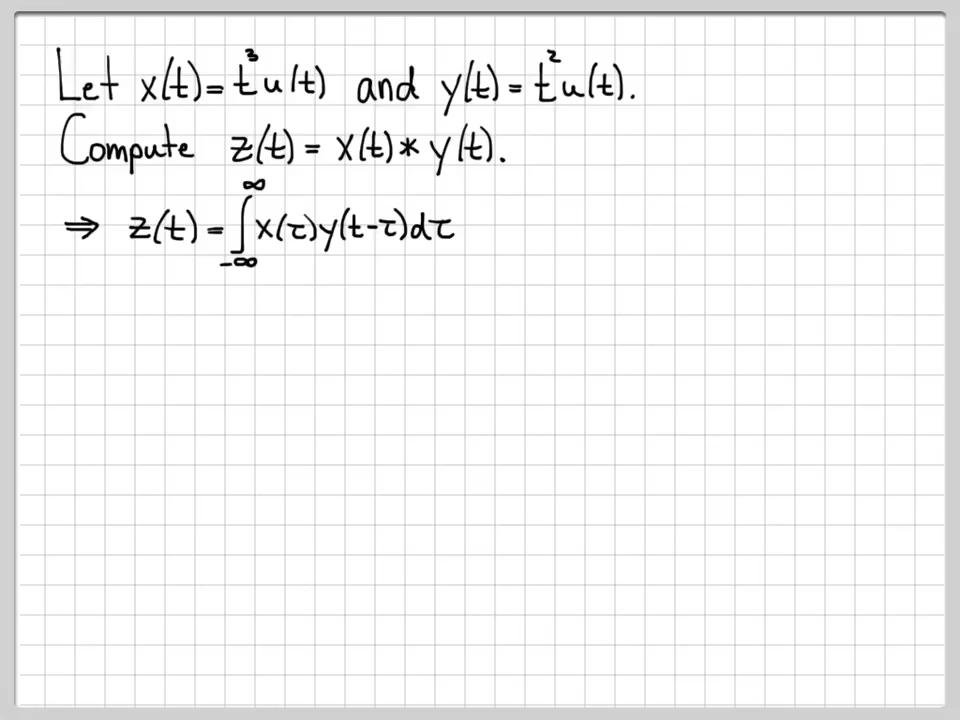 Let x(t) = t³u(t) and y(t) = t²u(t).
Compute z(t) = x(t) * y(t).
⇒ z(t) = ∫_{-∞}^{∞} x(τ)y(t-τ)dτ